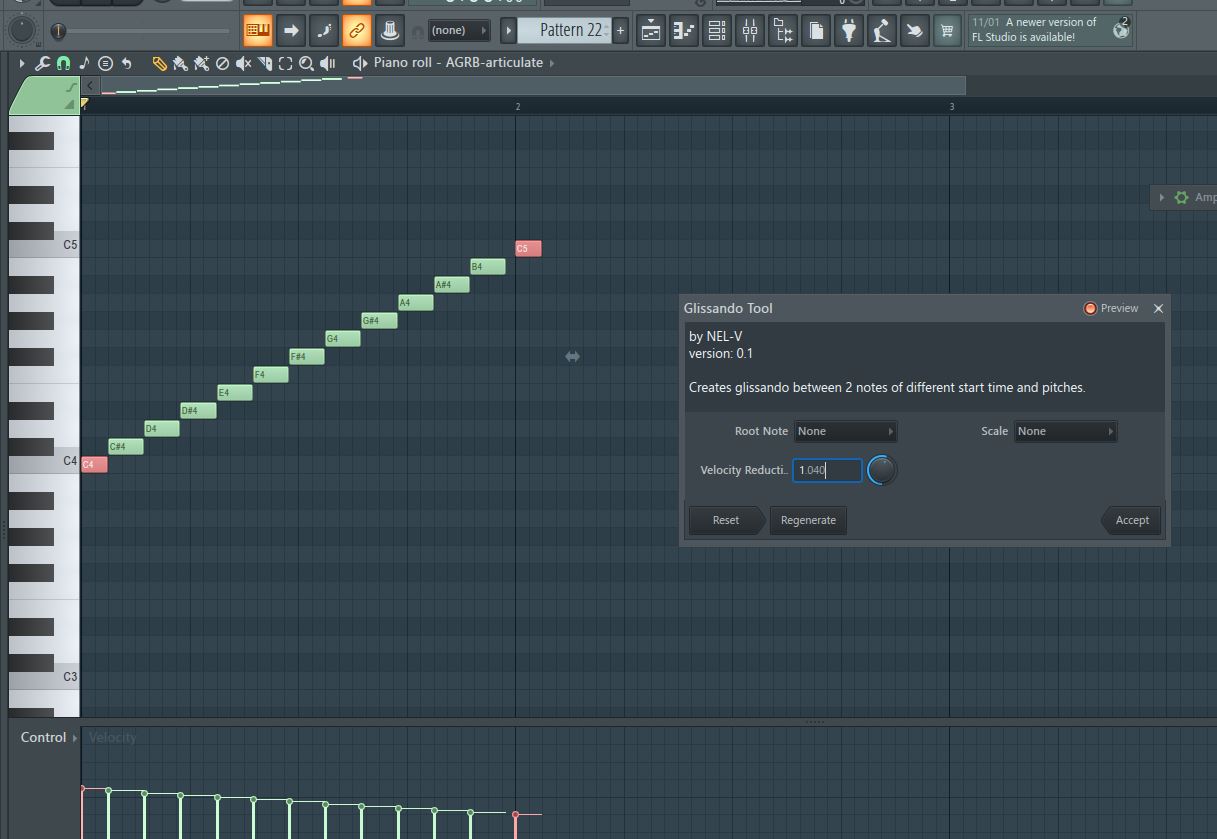 (none)
Pattern 22
+
11/01 A newer version of
FL Studio is available!
2
Piano roll - AGRB-articulate
2
3
C5
C4
C3
C5
B4
A#4
A4
G#4
G4
F#4
F4
E4
D#4
D4
C#4
C4
Amp
Glissando Tool
Preview
by NEL-V
version: 0.1
Creates glissando between 2 notes of different start time and pitches.
Root Note None
Scale None
Velocity Reducti.. 1.040
Reset
Regenerate
Accept
Control
Velocity